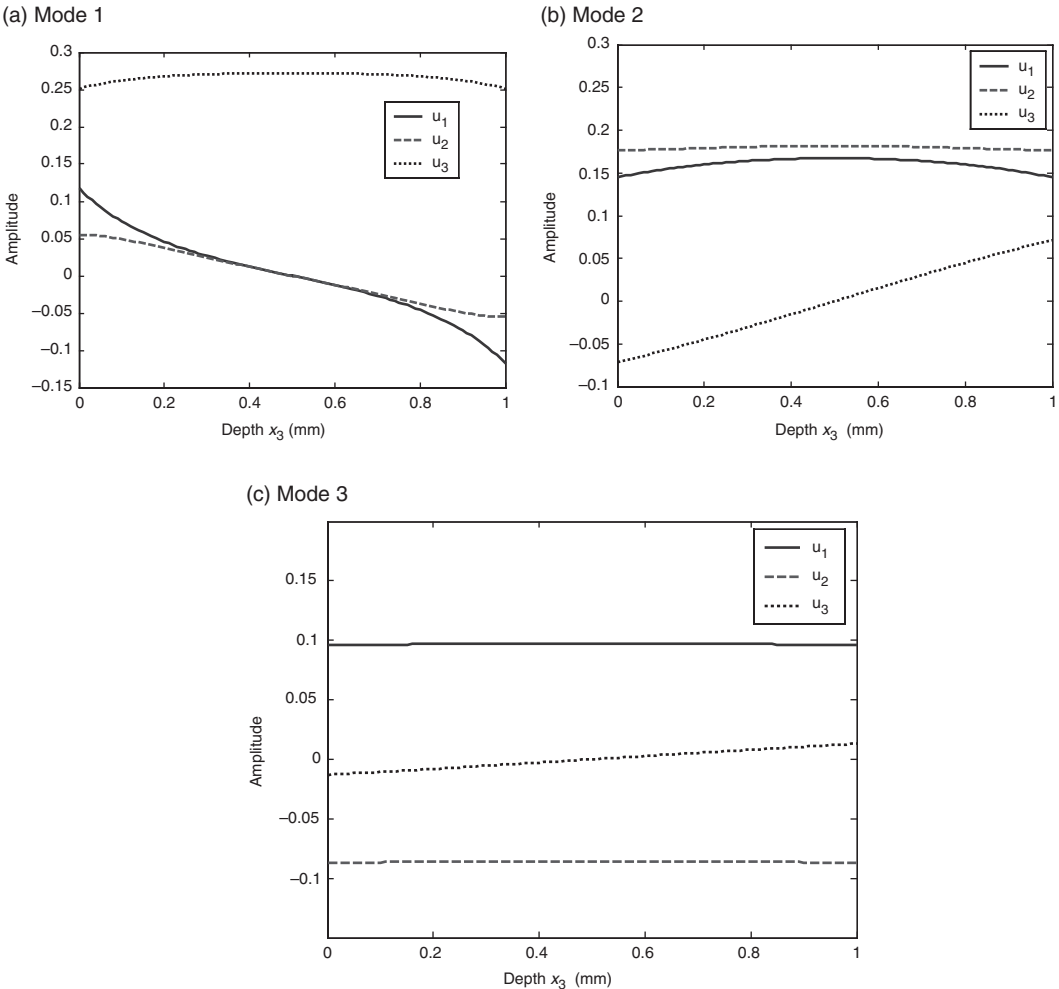 (a) Mode 1
0.3
0.25
0.2
0.15
0.1
0.05
0
–0.05
–0.1
–0.15
Amplitude
0 0.2 0.4 0.6 0.8 1
Depth x3 (mm)
u1
u2
u3
(b) Mode 2
0.3
0.25
0.2
0.15
0.1
0.05
0
–0.05
–0.1
Amplitude
0 0.2 0.4 0.6 0.8 1
Depth x3 (mm)
u1
u2
u3
(c) Mode 3
0.15
0.1
0.05
0
–0.05
–0.1
Amplitude
0 0.2 0.4 0.6 0.8 1
Depth x3 (mm)
u1
u2
u3